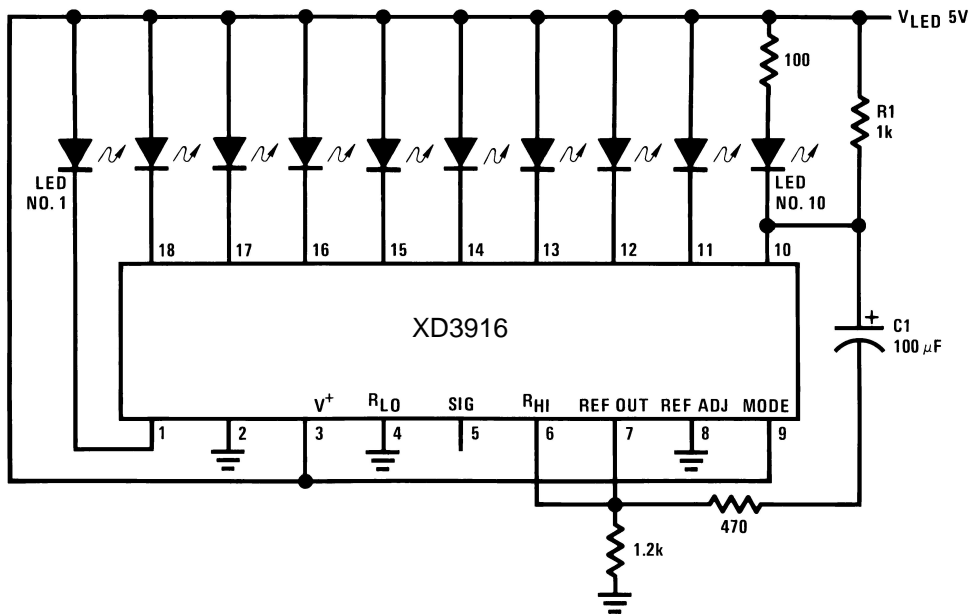 V_LED 5V
100
R1
1k
LED
NO. 1
LED
NO. 10
18
17
16
15
14
13
12
11
10
XD3916
+
C1
100 μF
V+
RLO
SIG
RHI
REF OUT
REF ADJ
MODE
1
2
3
4
5
6
7
8
9
470
1.2k